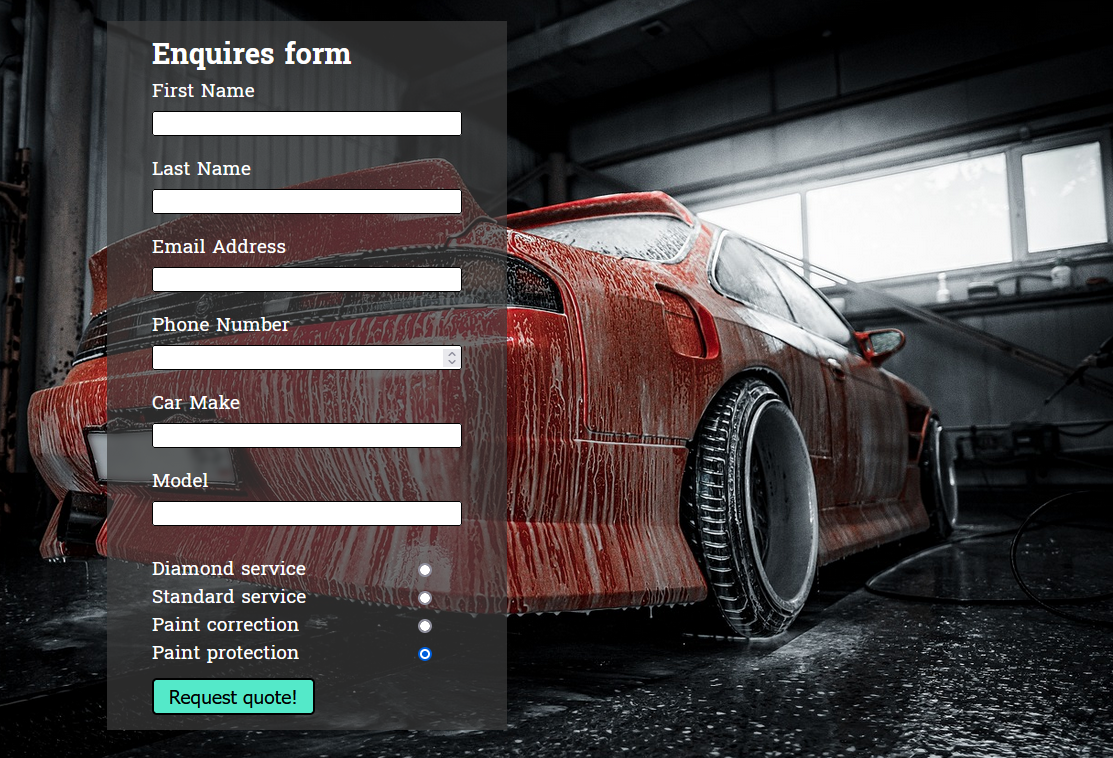 Enquires form
First Name
Last Name
Email Address
Phone Number
Car Make
Model
Diamond service
Standard service
Paint correction
Paint protection
Request quote!